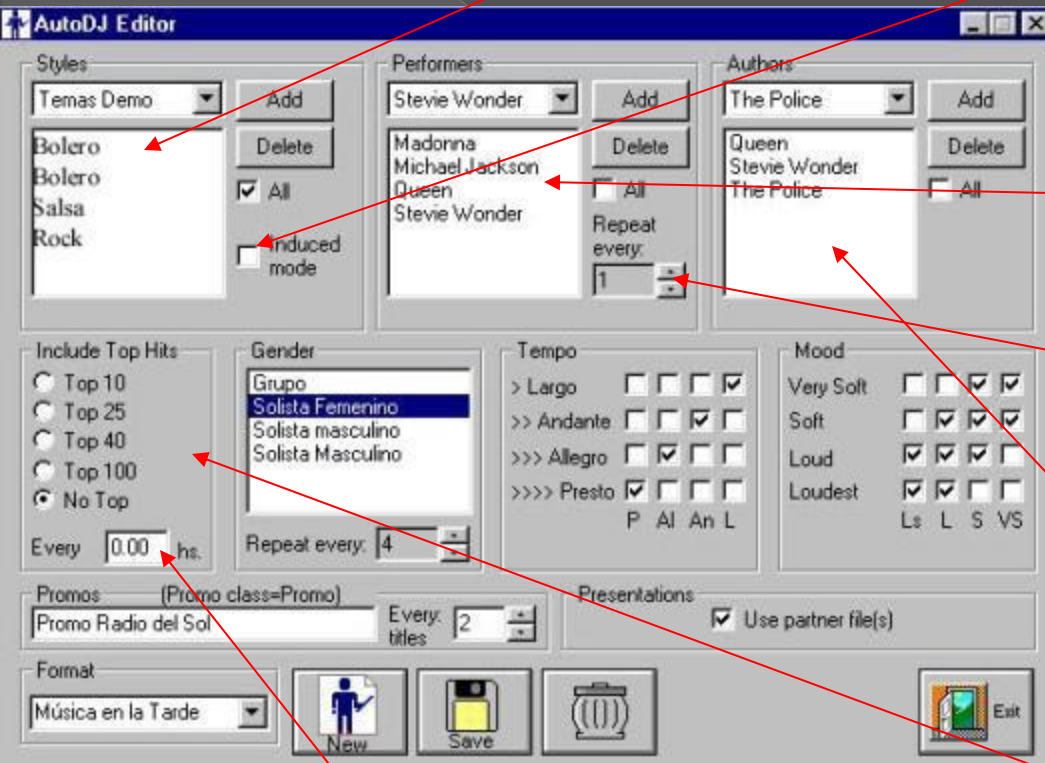 AutoDJ Editor
Styles
Temas Demo
Add
Bolero
Bolero
Salsa
Rock
Delete
All
Induced
mode
Performers
Stevie Wonder
Add
Madonna
Michael Jackson
Queen
Stevie Wonder
Delete
All
Repeat
every:
1
Authors
The Police
Add
Queen
Stevie Wonder
The Police
Delete
All
Include Top Hits
Top 10
Top 25
Top 40
Top 100
No Top
Every 0.00 hs.
Gender
Grupo
Solista Femenino
Solista masculino
Solista Masculino
Repeat every: 4
Tempo
> Largo
>> Andante
>>> Allegro
>>>> Presto
P Al An L
Mood
Very Soft
Soft
Loud
Loudest
Ls L S VS
Promos (Promo class=Promo)
Promo Radio del Sol
Every: 2
titles
Presentations
Use partner file(s)
Format
Música en la Tarde
New
Save
Exit